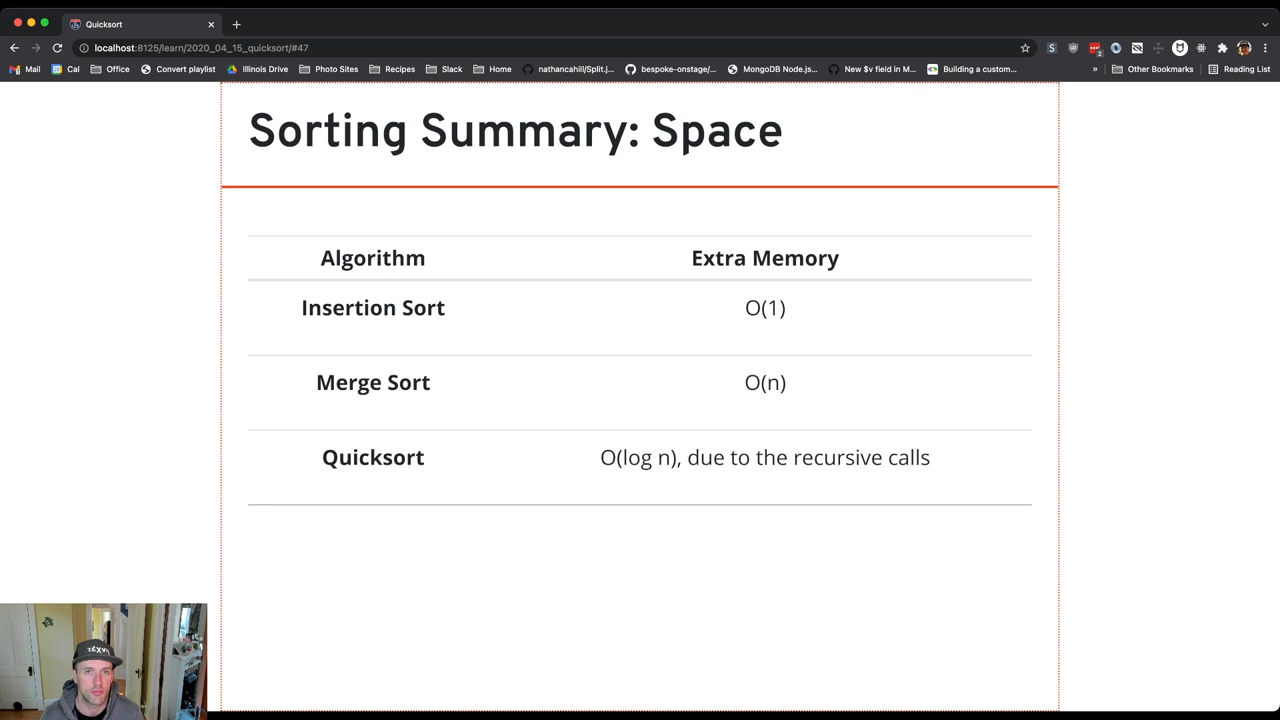 Quicksort
localhost:8125/learn/2020_04_15_quicksort/#47
Mail Cal Office Convert playlist Illinois Drive Photo Sites Recipes Slack Home nathancahill/Split.j... bespoke-onstage/... MongoDB Node.js... New $v field in M... Building a custom... » Other Bookmarks Reading List
Sorting Summary: Space
Algorithm Extra Memory
Insertion Sort O(1)
Merge Sort O(n)
Quicksort O(log n), due to the recursive calls